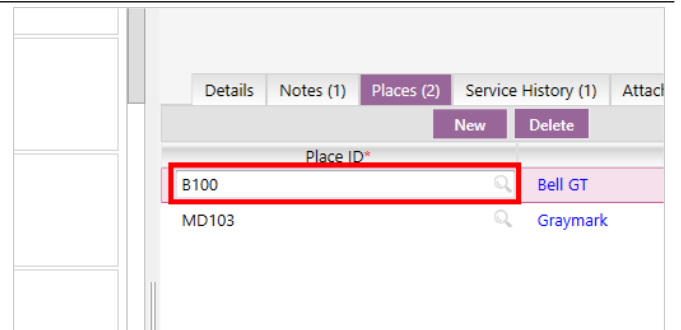 Details Notes (1) Places (2) Service History (1) Attac
New Delete
Place ID*
B100 Bell GT
MD103 Graymark